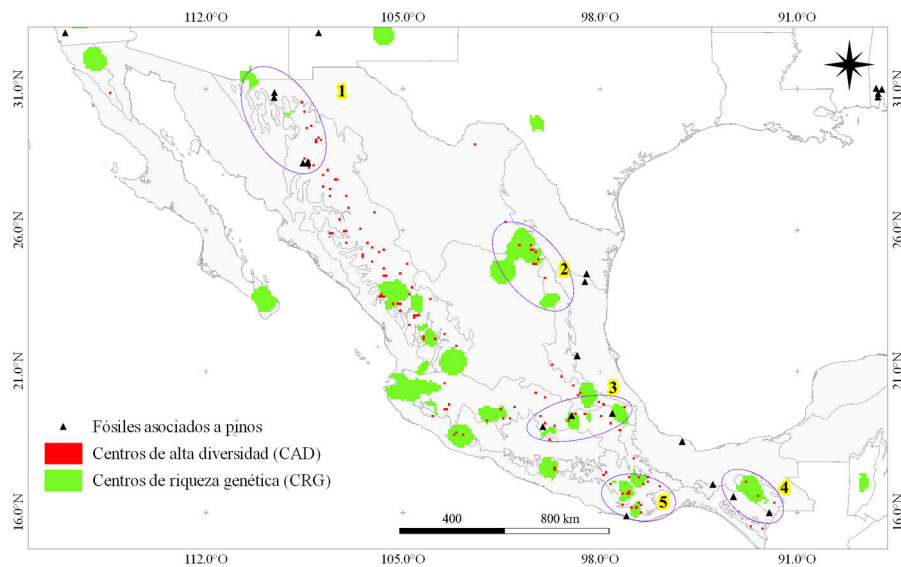 112.0°O 105.0°O 98.0°O 91.0°O
31.0°N 31.0°N
1
26.0°N 26.0°N
2
21.0°N 21.0°N
3
Fósiles asociados a pinos
Centros de alta diversidad (CAD)
Centros de riqueza genética (CRG)
4
5
16.0°N 16.0°N
400 800 km
112.0°O 105.0°O 98.0°O 91.0°O